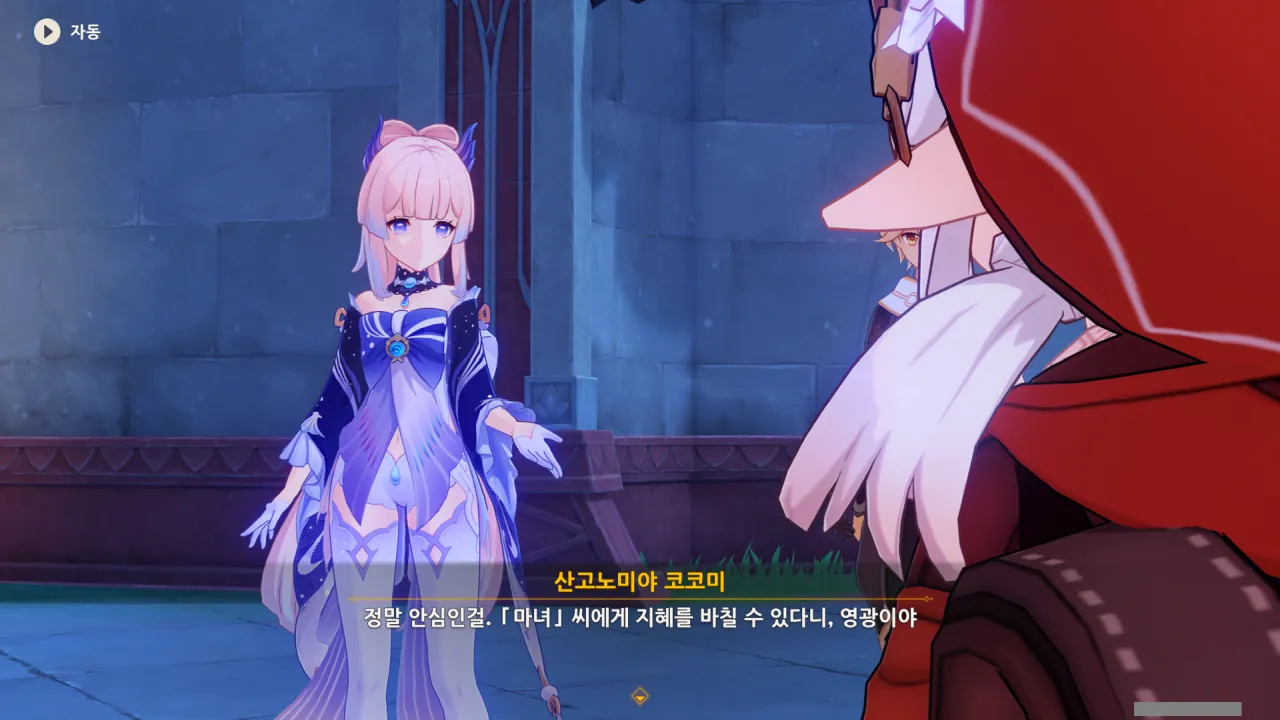 자동
산고노미야 코코미
정말 안심인걸. 「마녀」 씨에게 지혜를 바칠 수 있다니, 영광이야